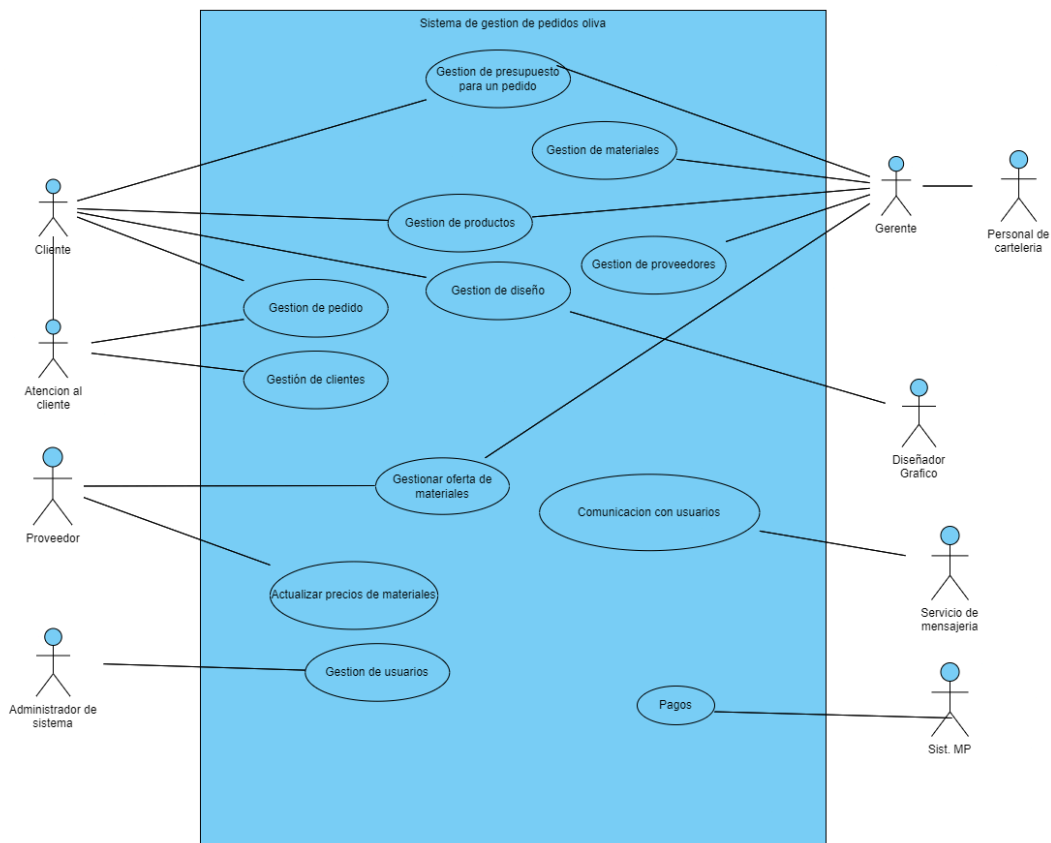 Sistema de gestion de pedidos oliva
Gestion de presupuesto
para un pedido
Gestion de materiales
Cliente
Gestion de productos
Gerente
Personal de
carteleria
Gestion de proveedores
Gestion de diseño
Gestion de pedido
Atencion al
cliente
Gestiòn de clientes
Diseñador
Grafico
Proveedor
Gestionar oferta de
materiales
Comunicacion con usuarios
Actualizar precios de materiales
Servicio de
mensajeria
Administrador de
sistema
Gestion de usuarios
Pagos
Sist. MP